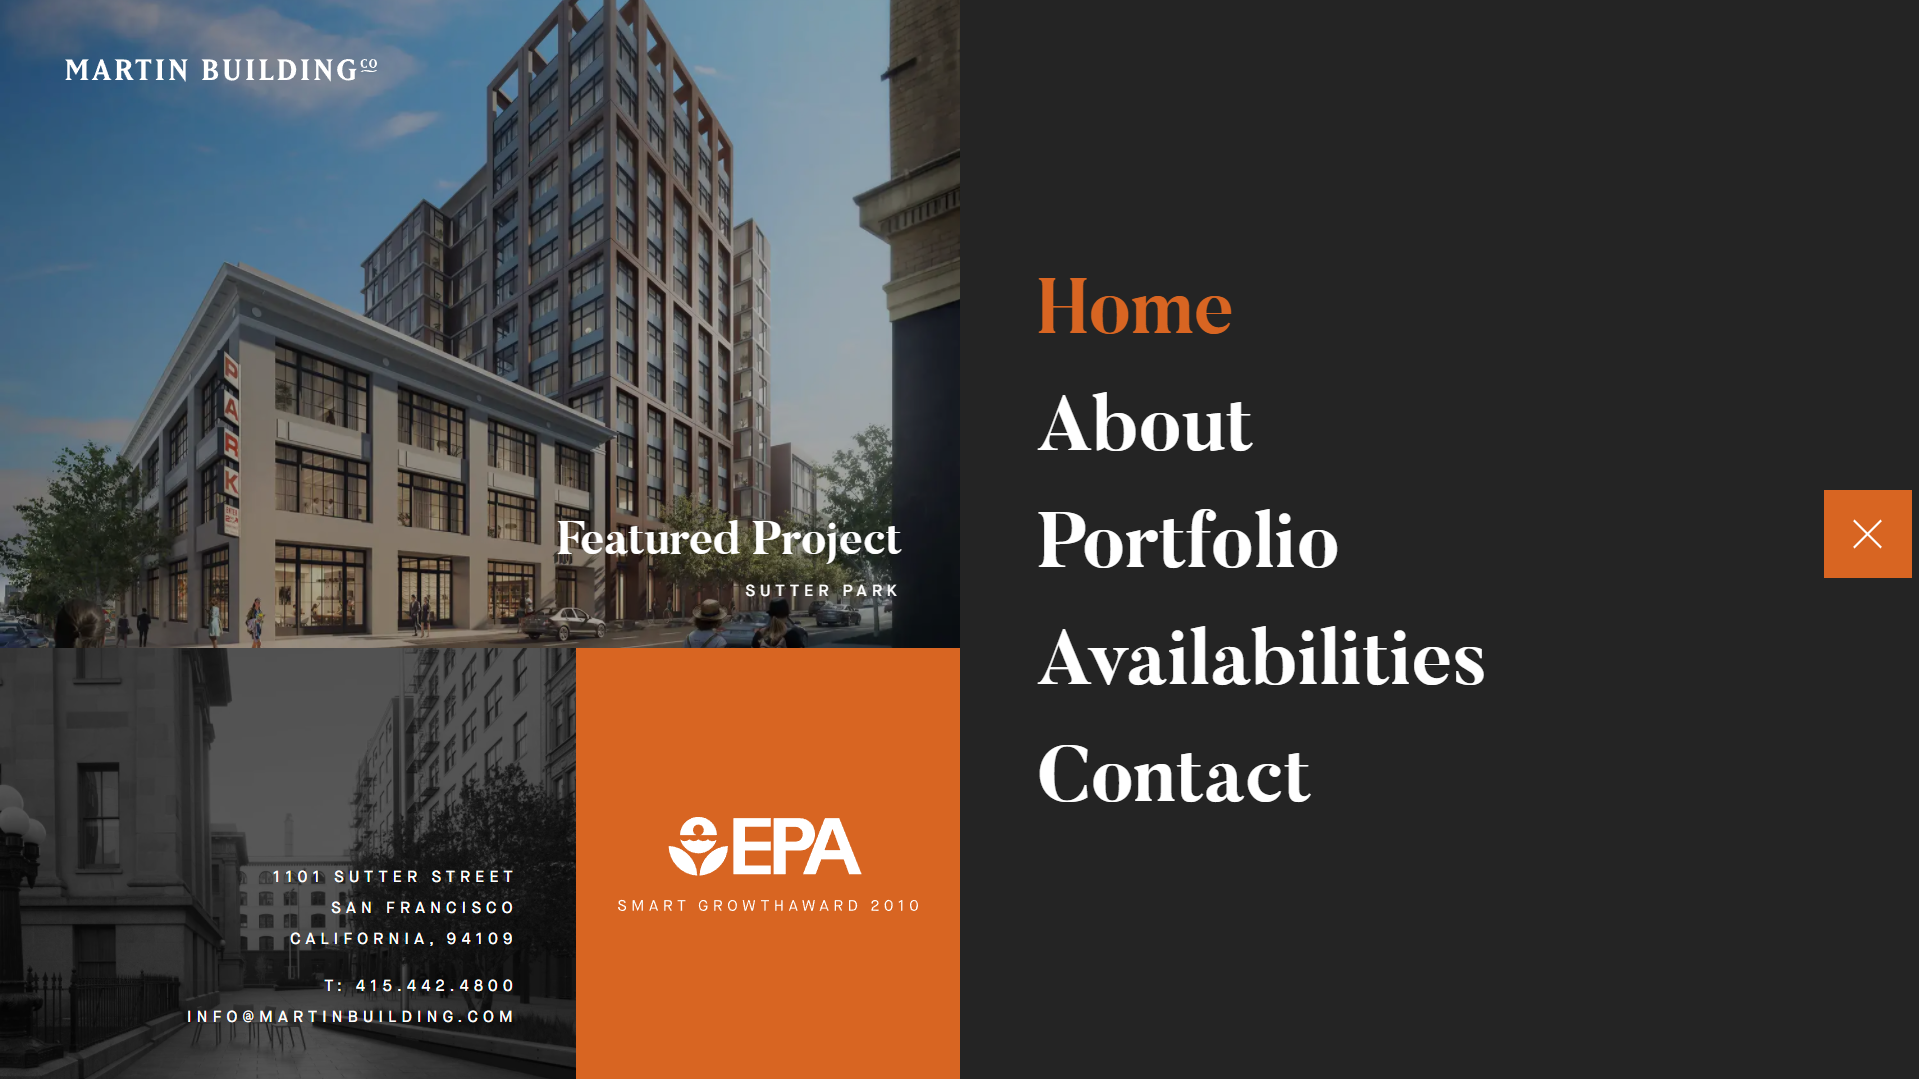 MARTIN BUILDING CO
PARK
Featured Project
SUTTER PARK
1101 SUTTER STREET
SAN FRANCISCO
CALIFORNIA, 94109
T: 415.442.4800
INFO@MARTINBUILDING.COM
EPA
SMART GROWTHAWARD 2010
Home
About
Portfolio
Availabilities
Contact